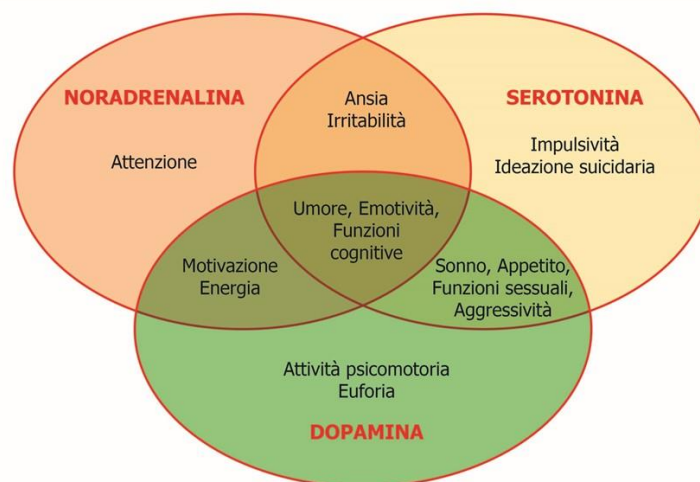 NORADRENALINA
Ansia
Irritabilità
SEROTONINA
Attenzione
Impulsività
Ideazione suicidaria
Umore, Emotività,
Funzioni
cognitive
Motivazione
Energia
Sonno, Appetito,
Funzioni sessuali,
Aggressività
Attività psicomotoria
Euforia
DOPAMINA